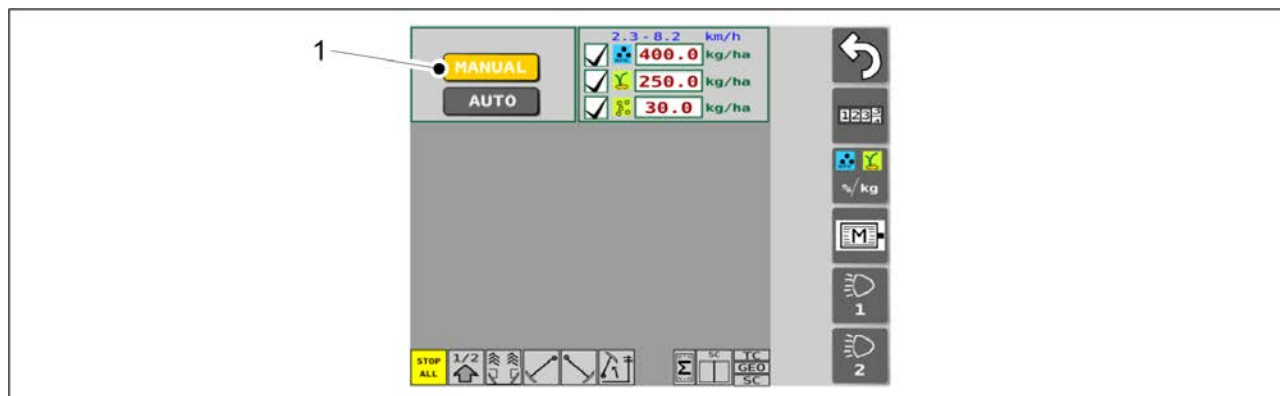 1
MANUAL
AUTO
2.3 - 8.2 km/h
400.0 kg/ha
250.0 kg/ha
30.0 kg/ha
%/kg
M
1
2
STOP
ALL
1/2
Σ
SC
TC
GEO
SC